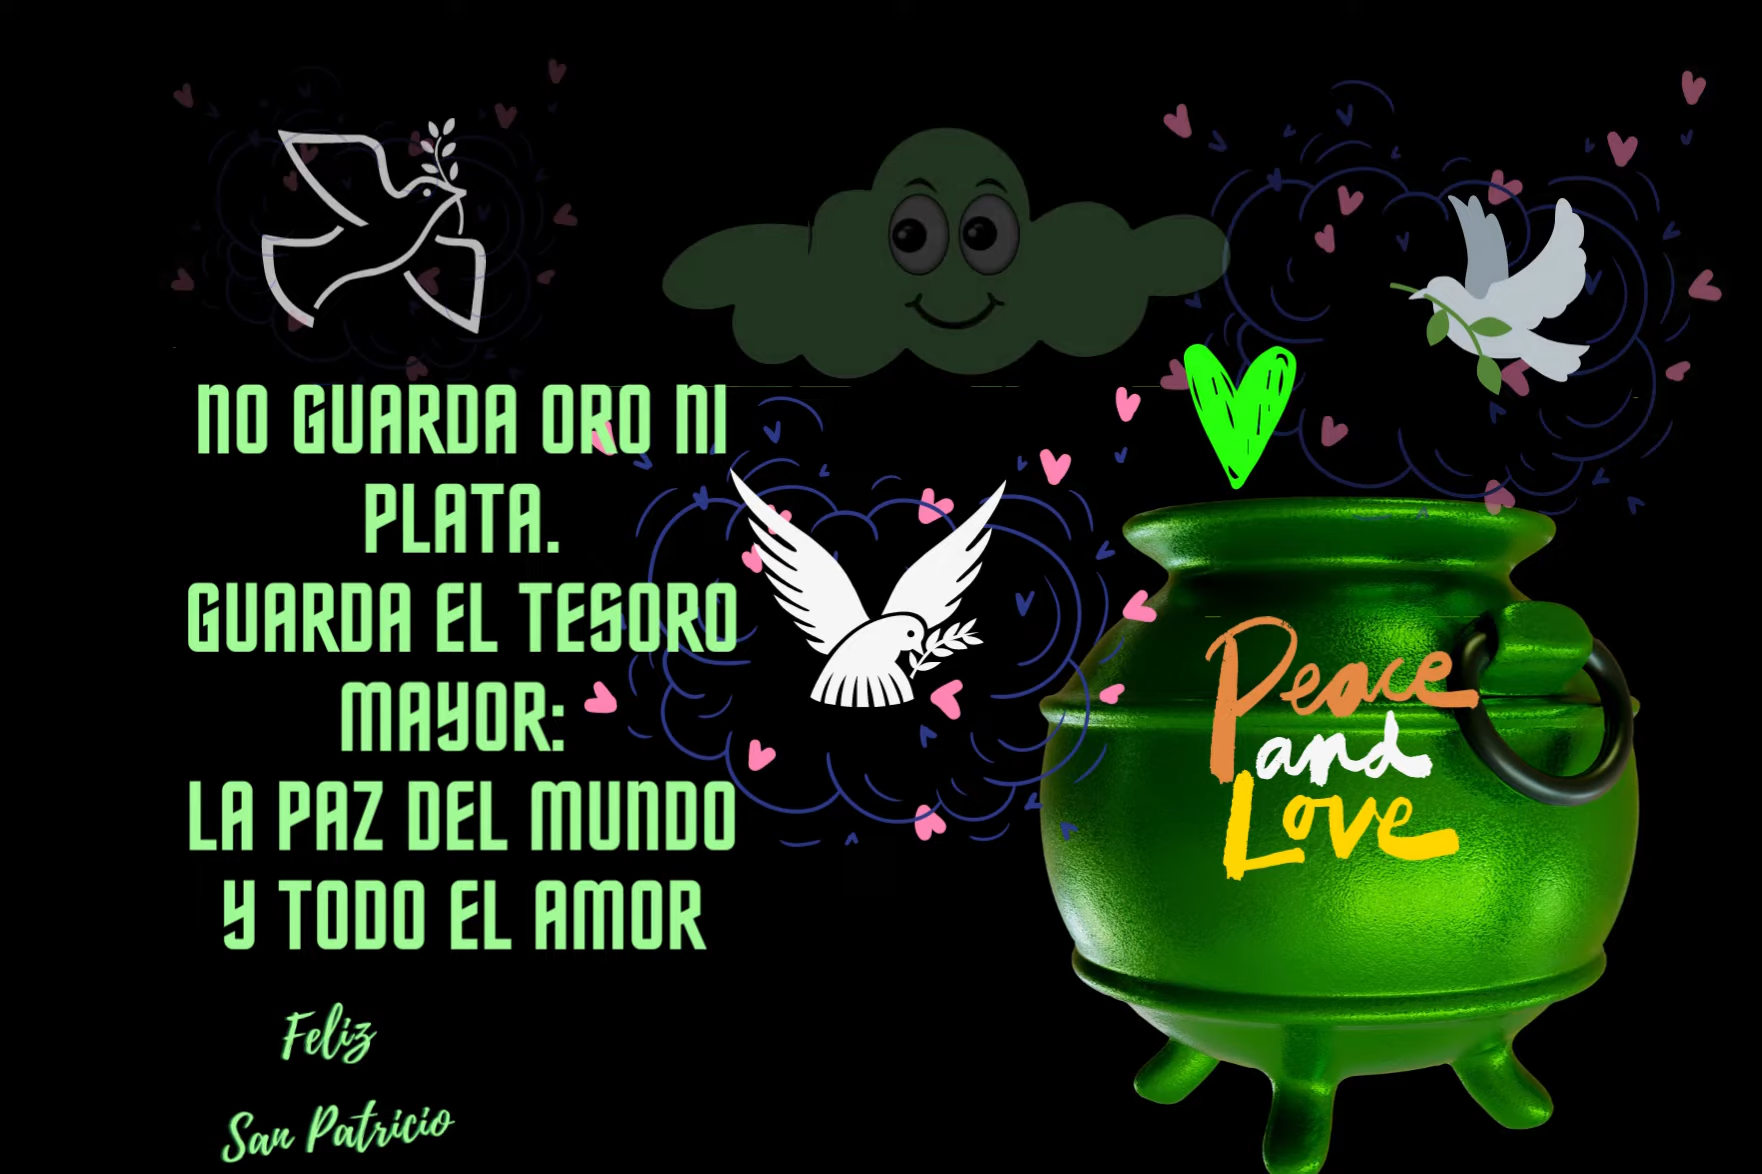 NO GUARDA ORO NI
PLATA.
GUARDA EL TESORO
MAYOR:
LA PAZ DEL MUNDO
Y TODO EL AMOR
Feliz
San Patricio
Peace
and
Love